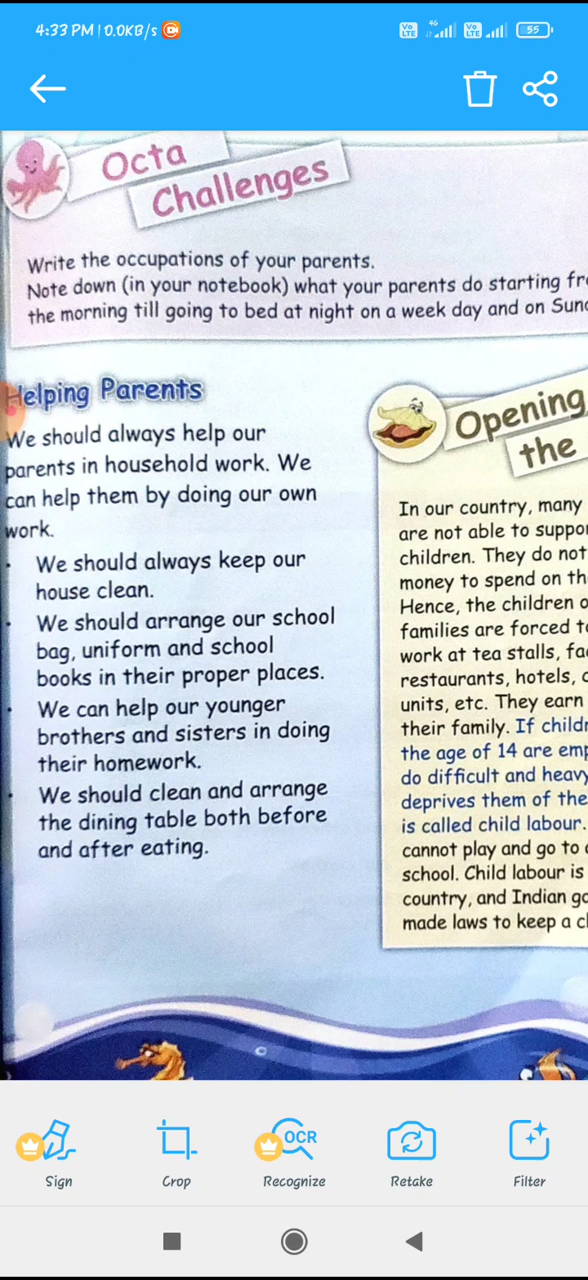 4:33 PM | 0.0KB/s
Vo LTE
4G
Vo LTE
55
Octa
Challenges
Write the occupations of your parents.
Note down (in your notebook) what your parents do starting
the morning till going to bed at night on a week day and on
Helping Parents
We should always help our
parents in household work. We
can help them by doing our own
work.
• We should always keep our
house clean.
• We should arrange our school
bag, uniform and school
books in their proper places.
• We can help our younger
brothers and sisters in doing
their homework.
• We should clean and arrange
the dining table both before
and after eating.
Opening
the
In our country, many
are not able to
children. They do not
money to spend on
Hence, the children
families are forced
work at tea stalls,
restaurants, hotels,
units, etc. They earn
their family. If
the age of 14 are
do difficult and
deprives them of the
is called child labour.
cannot play and go to
school. Child labour is
country, and Indian
made laws to keep a
Sign
Crop
OCR
Recognize
Retake
Filter